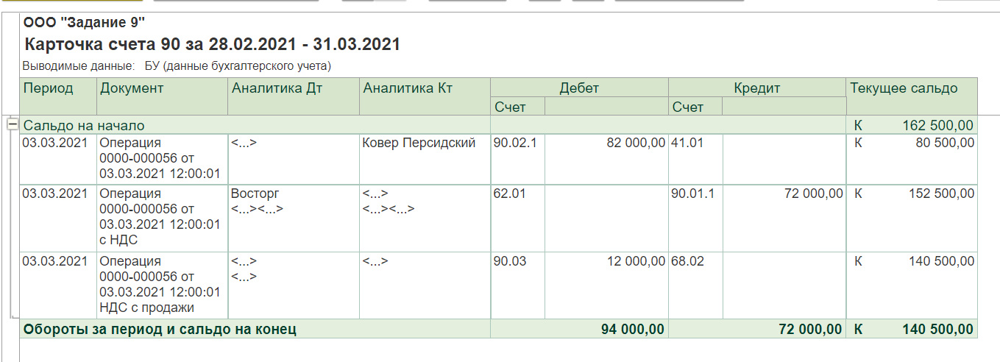 ООО "Задание 9"
Карточка счета 90 за 28.02.2021 - 31.03.2021
Выводимые данные: БУ (данные бухгалтерского учета)
Период Документ Аналитика Дт Аналитика Кт Дебет Кредит Текущее сальдо
Счет Счет
Сальдо на начало К 162 500,00
03.03.2021 Операция <...> Ковер Персидский 90.02.1 82 000,00 41.01 К 80 500,00
0000-000056 от
03.03.2021 12:00:01
03.03.2021 Операция Восторг <...> 62.01 90.01.1 72 000,00 К 152 500,00
0000-000056 от <...><...> <...><...>
03.03.2021 12:00:01
с НДС
03.03.2021 Операция <...> <...> 90.03 12 000,00 68.02 К 140 500,00
0000-000056 от <...>
03.03.2021 12:00:01
НДС с продажи
Обороты за период и сальдо на конец 94 000,00 72 000,00 К 140 500,00